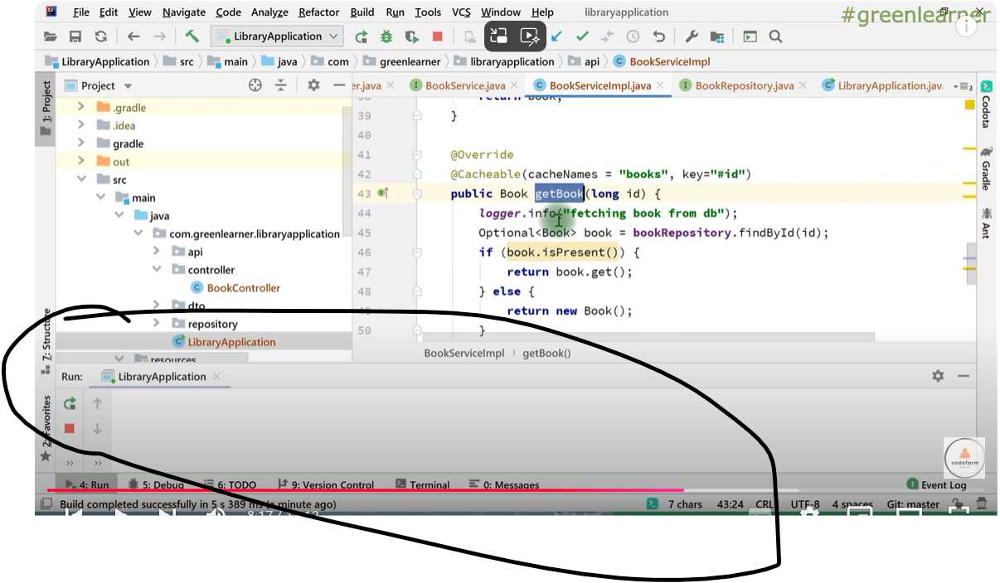 File Edit View Navigate Code Analyze Refactor Build Run Tools VCS Window Help libraryapplication
#greenlearner
LibraryApplication
LibraryApplication src main java com greenlearner libraryapplication api BookServiceImpl
1: Project
Project
er.java BookService.java BookServiceImpl.java BookRepository.java LibraryApplication.java
Codota
Gradle
Ant
.gradle
.idea
gradle
out
src
main
java
com.greenlearner.libraryapplication
api
controller
BookController
dto
repository
LibraryApplication
resources
38 return book;
39 }
40
41 @Override
42 @Cacheable(cacheNames = "books", key="#id")
43 public Book getBook(long id) {
44 logger.info("fetching book from db");
45 Optional<Book> book = bookRepository.findById(id);
46 if (book.isPresent()) {
47 return book.get();
48 } else {
49 return new Book();
50 }
BookServiceImpl getBook()
7: Structure
2: Favorites
Run: LibraryApplication
codefarm
4: Run 5: Debug 6: TODO 9: Version Control Terminal 0: Messages 1 Event Log
Build completed successfully in 5 s 389 ms (a minute ago) 7 chars 43:24 CRLF UTF-8 4 spaces Git: master
8:17